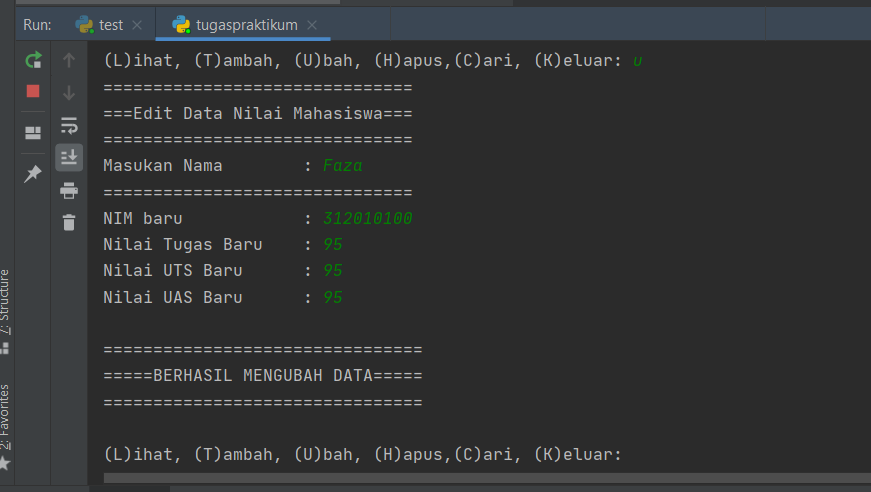 Run: test × tugaspraktikum ×
(L)ihat, (T)ambah, (U)bah, (H)apus,(C)ari, (K)eluar: u
===============================
===Edit Data Nilai Mahasiswa===
===============================
Masukan Nama        : Faza
===============================
NIM baru            : 312010100
Nilai Tugas Baru    : 95
Nilai UTS Baru      : 95
Nilai UAS Baru      : 95
================================
=====BERHASIL MENGUBAH DATA=====
================================
(L)ihat, (T)ambah, (U)bah, (H)apus,(C)ari, (K)eluar:
7: Structure
2: Favorites